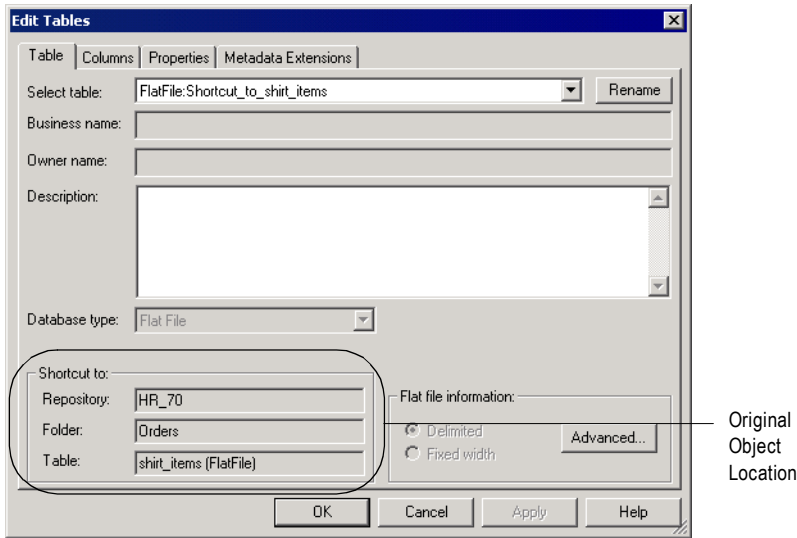 Edit Tables
Table Columns Properties Metadata Extensions
Select table: FlatFile:Shortcut_to_shirt_items Rename
Business name:
Owner name:
Description:
Database type: Flat File
Shortcut to:
Repository: HR_70
Folder: Orders
Table: shirt_items (FlatFile)
Flat file information:
Delimited
Fixed width
Advanced...
Original
Object
Location
OK Cancel Apply Help